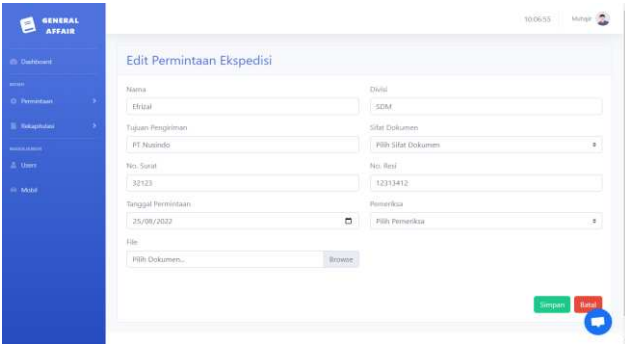 GENERAL
AFFAIR
10:06:55
Dashboard
Permintaan
Rekapitulasi
Users
Mobil
Edit Permintaan Ekspedisi
Nama
Divisi
Efrizal
SDM
Tujuan Pengiriman
Sifat Dokumen
PT Nusindo
Pilih Sifat Dokumen
No. Surat
No. Resi
32123
12313412
Tanggal Permintaan
Pemeriksa
25/08/2022
Pilih Pemeriksa
File
Pilih Dokumen...
Browse
Simpan
Batal